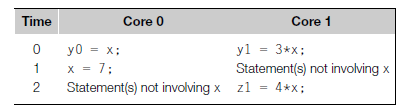 Time Core 0 Core 1
0 y0 = x; y1 = 3*x;
1 x = 7; Statement(s) not involving x
2 Statement(s) not involving x z1 = 4*x;